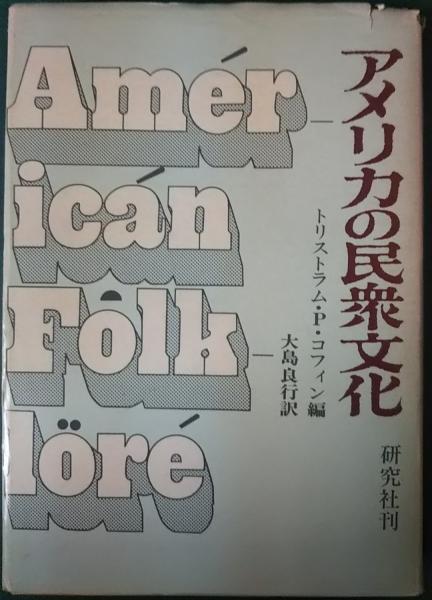 Amér-
icán
Fôlk-
löré
アメリカの民衆文化
トリストラム・P・コフィン編
大島良行訳
研究社刊